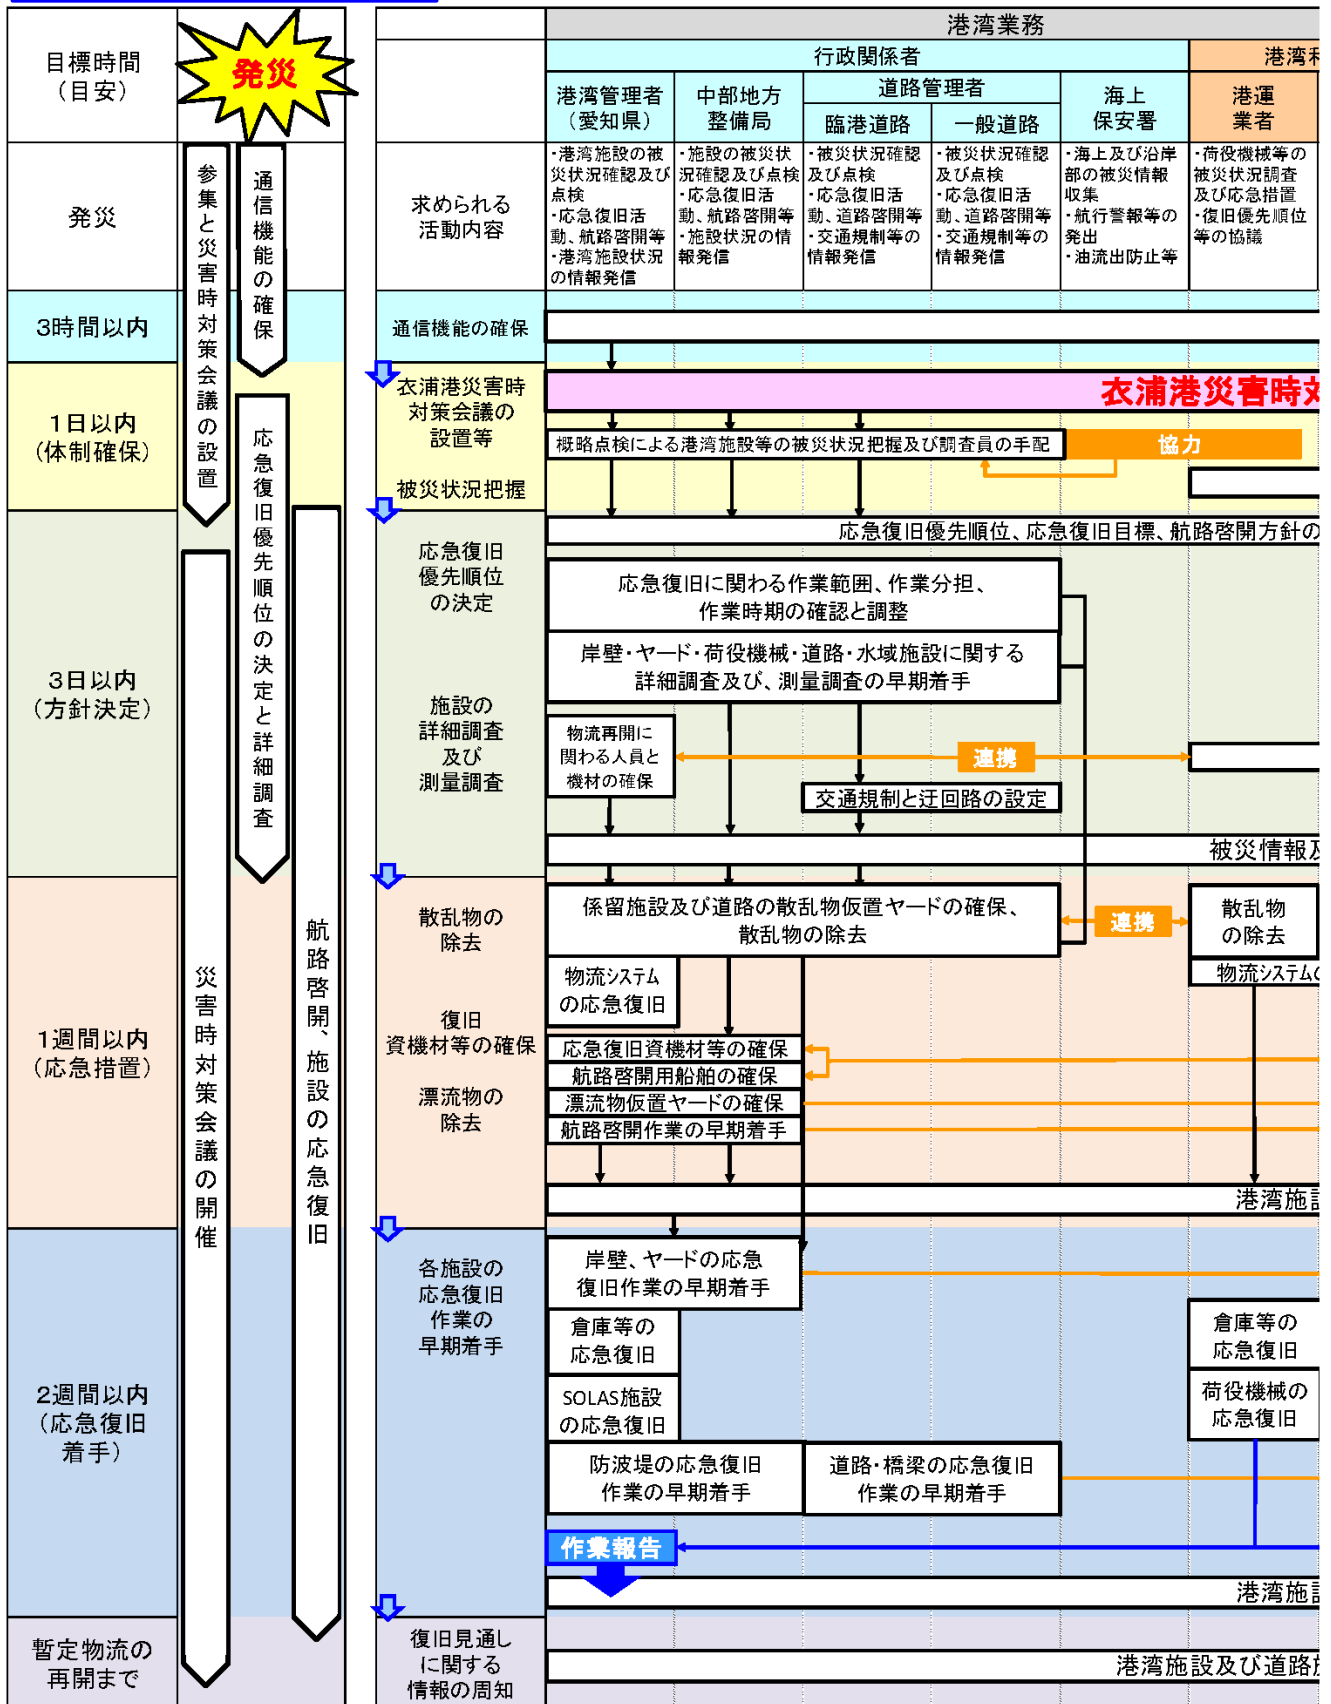 目標時間
(目安)
発災
港湾業務
行政関係者
港湾利
港湾管理者
(愛知県)
中部地方
整備局
道路管理者
臨港道路
一般道路
海上
保安署
港運
業者
発災
参集と災害時対策会議の設置
通信機能の確保
求められる
活動内容
・港湾施設の被
災状況確認及び
点検
・応急復旧活
動、航路啓開等
・港湾施設状況
の情報発信
・施設の被災状
況確認及び点検
・応急復旧活
動、航路啓開等
・施設状況の情
報発信
・被災状況確認
及び点検
・応急復旧活
動、道路啓開等
・交通規制等の
情報発信
・被災状況確認
及び点検
・応急復旧活
動、道路啓開等
・交通規制等の
情報発信
・海上及び沿岸
部の被災情報
収集
・航行警報等の
発出
・油流出防止等
・荷役機械等の
被災状況調査
及び応急措置
・復旧優先順位
等の協議
3時間以内
通信機能の確保
1日以内
(体制確保)
応急復旧優先順位の決定と詳細調査
衣浦港災害時
対策会議の
設置等
衣浦港災害時対
概略点検による港湾施設等の被災状況把握及び調査員の手配
協力
被災状況把握
3日以内
(方針決定)
災害時対策会議の開催
航路啓開、施設の応急復旧
応急復旧
優先順位
の決定
応急復旧優先順位、応急復旧目標、航路啓開方針の
応急復旧に関わる作業範囲、作業分担、
作業時期の確認と調整
岸壁・ヤード・荷役機械・道路・水域施設に関する
詳細調査及び、測量調査の早期着手
施設の
詳細調査
及び
測量調査
物流再開に
関わる人員と
機材の確保
連携
交通規制と迂回路の設定
被災情報及
1週間以内
(応急措置)
散乱物の
除去
係留施設及び道路の散乱物仮置ヤードの確保、
散乱物の除去
連携
散乱物
の除去
物流システム
の応急復旧
物流システムの
復旧
資機材等の確保
応急復旧資機材等の確保
航路啓開用船舶の確保
漂流物の
除去
漂流物仮置ヤードの確保
航路啓開作業の早期着手
港湾施設
2週間以内
(応急復旧
着手)
各施設の
応急復旧
作業の
早期着手
岸壁、ヤードの応急
復旧作業の早期着手
倉庫等の
応急復旧
倉庫等の
応急復旧
SOLAS施設
の応急復旧
荷役機械の
応急復旧
防波堤の応急復旧
作業の早期着手
道路・橋梁の応急復旧
作業の早期着手
作業報告
港湾施設
暫定物流の
再開まで
復旧見通し
に関する
情報の周知
港湾施設及び道路施